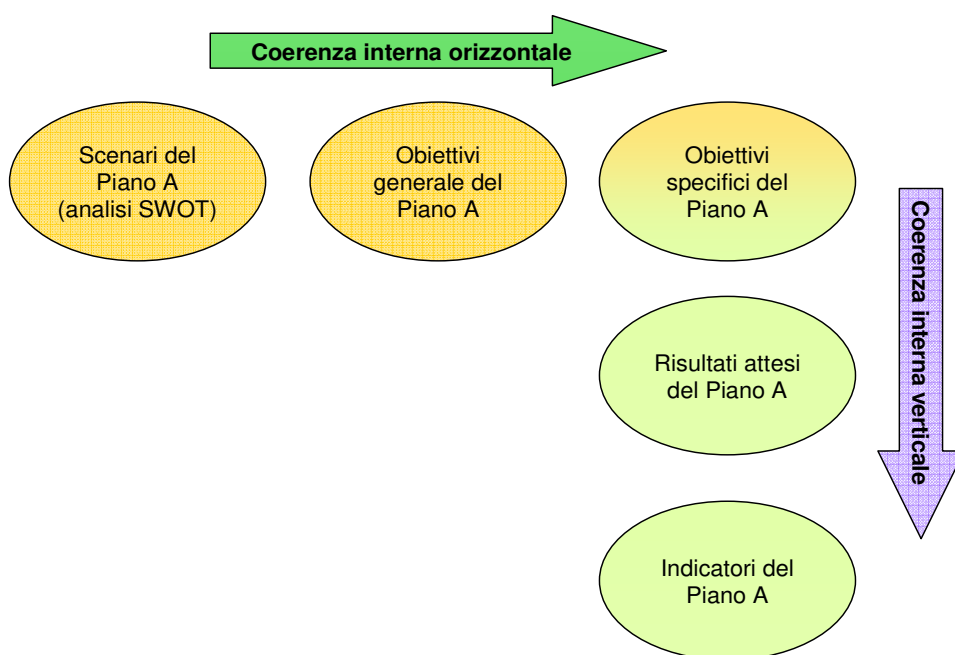 Coerenza interna orizzontale
Scenari del
Piano A
(analisi SWOT)
Obiettivi
generale del
Piano A
Obiettivi
specifici del
Piano A
Coerenza interna verticale
Risultati attesi
del Piano A
Indicatori del
Piano A